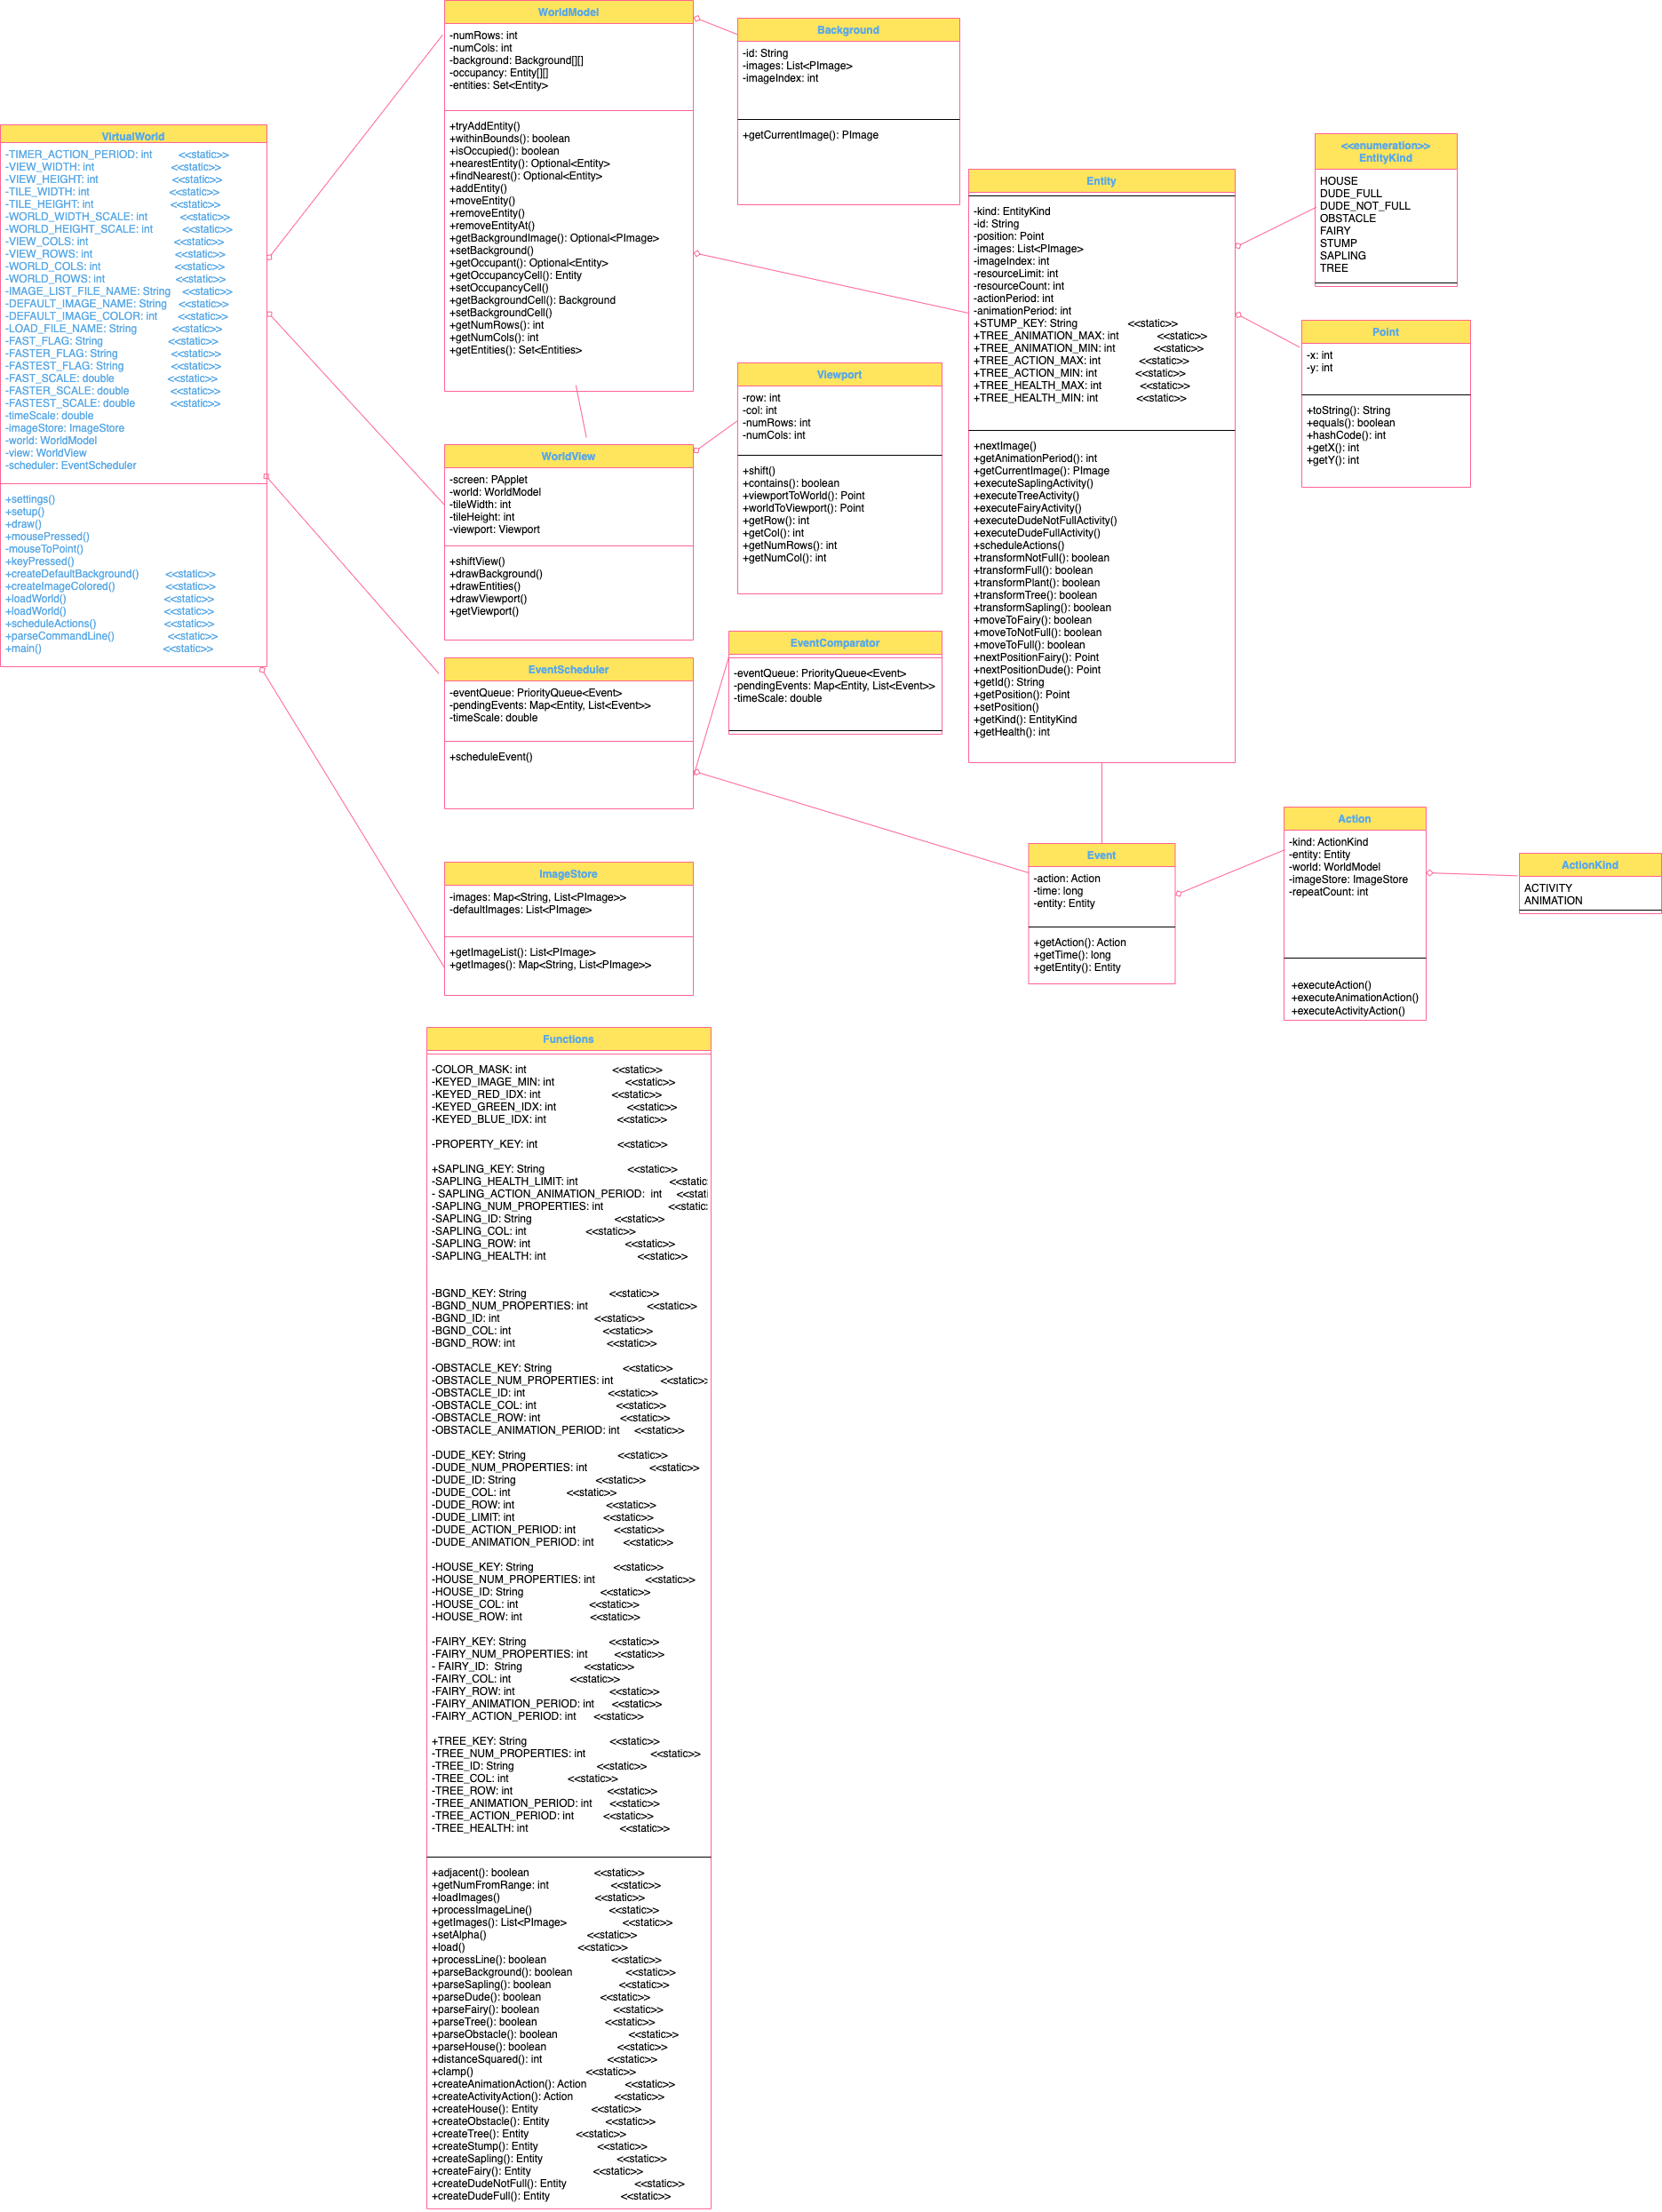 VirtualWorld
-TIMER_ACTION_PERIOD: int <<static>>
-VIEW_WIDTH: int <<static>>
-VIEW_HEIGHT: int <<static>>
-TILE_WIDTH: int <<static>>
-TILE_HEIGHT: int <<static>>
-WORLD_WIDTH_SCALE: int <<static>>
-WORLD_HEIGHT_SCALE: int <<static>>
-VIEW_COLS: int <<static>>
-VIEW_ROWS: int <<static>>
-WORLD_COLS: int <<static>>
-WORLD_ROWS: int <<static>>
-IMAGE_LIST_FILE_NAME: String <<static>>
-DEFAULT_IMAGE_NAME: String <<static>>
-DEFAULT_IMAGE_COLOR: int <<static>>
-LOAD_FILE_NAME: String <<static>>
-FAST_FLAG: String <<static>>
-FASTER_FLAG: String <<static>>
-FASTEST_FLAG: String <<static>>
-FAST_SCALE: double <<static>>
-FASTER_SCALE: double <<static>>
-FASTEST_SCALE: double <<static>>
-timeScale: double
-imageStore: ImageStore
-world: WorldModel
-view: WorldView
-scheduler: EventScheduler
+settings()
+setup()
+draw()
+mousePressed()
-mouseToPoint()
+keyPressed()
+createDefaultBackground() <<static>>
+createImageColored() <<static>>
+loadWorld() <<static>>
+loadWorld() <<static>>
+scheduleActions() <<static>>
+parseCommandLine() <<static>>
+main() <<static>>
WorldModel
-numRows: int
-numCols: int
-background: Background[][]
-occupancy: Entity[][]
-entities: Set<Entity>
+tryAddEntity()
+withinBounds(): boolean
+isOccupied(): boolean
+nearestEntity(): Optional<Entity>
+findNearest(): Optional<Entity>
+addEntity()
+moveEntity()
+removeEntity()
+removeEntityAt()
+getBackgroundImage(): Optional<PImage>
+setBackground()
+getOccupant(): Optional<Entity>
+getOccupancyCell(): Entity
+setOccupancyCell()
+getBackgroundCell(): Background
+setBackgroundCell()
+getNumRows(): int
+getNumCols(): int
+getEntities(): Set<Entities>
Background
-id: String
-images: List<PImage>
-imageIndex: int
+getCurrentImage(): PImage
Viewport
-row: int
-col: int
-numRows: int
-numCols: int
+shift()
+contains(): boolean
+viewportToWorld(): Point
+worldToViewport(): Point
+getRow(): int
+getCol(): int
+getNumRows(): int
+getNumCol(): int
WorldView
-screen: PApplet
-world: WorldModel
-tileWidth: int
-tileHeight: int
-viewport: Viewport
+shiftView()
+drawBackground()
+drawEntities()
+drawViewport()
+getViewport()
EventScheduler
-eventQueue: PriorityQueue<Event>
-pendingEvents: Map<Entity, List<Event>>
-timeScale: double
+scheduleEvent()
EventComparator
-eventQueue: PriorityQueue<Event>
-pendingEvents: Map<Entity, List<Event>>
-timeScale: double
ImageStore
-images: Map<String, List<PImage>>
-defaultImages: List<PImage>
+getImageList(): List<PImage>
+getImages(): Map<String, List<PImage>>
Entity
-kind: EntityKind
-id: String
-position: Point
-images: List<PImage>
-imageIndex: int
-resourceLimit: int
-resourceCount: int
-actionPeriod: int
-animationPeriod: int
+STUMP_KEY: String <<static>>
+TREE_ANIMATION_MAX: int <<static>>
+TREE_ANIMATION_MIN: int <<static>>
+TREE_ACTION_MAX: int <<static>>
+TREE_ACTION_MIN: int <<static>>
+TREE_HEALTH_MAX: int <<static>>
+TREE_HEALTH_MIN: int <<static>>
+nextImage()
+getAnimationPeriod(): int
+getCurrentImage(): PImage
+executeSaplingActivity()
+executeTreeActivity()
+executeFairyActivity()
+executeDudeNotFullActivity()
+executeDudeFullActivity()
+scheduleActions()
+transformNotFull(): boolean
+transformFull(): boolean
+transformPlant(): boolean
+transformTree(): boolean
+transformSapling(): boolean
+moveToFairy(): boolean
+moveToNotFull(): boolean
+moveToFull(): boolean
+nextPositionFairy(): Point
+nextPositionDude(): Point
+getId(): String
+getPosition(): Point
+setPosition()
+getKind(): EntityKind
+getHealth(): int
<<enumeration>>
EntityKind
HOUSE
DUDE_FULL
DUDE_NOT_FULL
OBSTACLE
FAIRY
STUMP
SAPLING
TREE
Point
-x: int
-y: int
+toString(): String
+equals(): boolean
+hashCode(): int
+getX(): int
+getY(): int
Event
-action: Action
-time: long
-entity: Entity
+getAction(): Action
+getTime(): long
+getEntity(): Entity
Action
-kind: ActionKind
-entity: Entity
-world: WorldModel
-imageStore: ImageStore
-repeatCount: int
+executeAction()
+executeAnimationAction()
+executeActivityAction()
ActionKind
ACTIVITY
ANIMATION
Functions
-COLOR_MASK: int <<static>>
-KEYED_IMAGE_MIN: int <<static>>
-KEYED_RED_IDX: int <<static>>
-KEYED_GREEN_IDX: int <<static>>
-KEYED_BLUE_IDX: int <<static>>
-PROPERTY_KEY: int <<static>>
+SAPLING_KEY: String <<static>>
-SAPLING_HEALTH_LIMIT: int <<static:
- SAPLING_ACTION_ANIMATION_PERIOD: int <<stati
-SAPLING_NUM_PROPERTIES: int <<static:
-SAPLING_ID: String <<static>>
-SAPLING_COL: int <<static>>
-SAPLING_ROW: int <<static>>
-SAPLING_HEALTH: int <<static>>
-BGND_KEY: String <<static>>
-BGND_NUM_PROPERTIES: int <<static>>
-BGND_ID: int <<static>>
-BGND_COL: int <<static>>
-BGND_ROW: int <<static>>
-OBSTACLE_KEY: String <<static>>
-OBSTACLE_NUM_PROPERTIES: int <<static>>
-OBSTACLE_ID: int <<static>>
-OBSTACLE_COL: int <<static>>
-OBSTACLE_ROW: int <<static>>
-OBSTACLE_ANIMATION_PERIOD: int <<static>>
-DUDE_KEY: String <<static>>
-DUDE_NUM_PROPERTIES: int <<static>>
-DUDE_ID: String <<static>>
-DUDE_COL: int <<static>>
-DUDE_ROW: int <<static>>
-DUDE_LIMIT: int <<static>>
-DUDE_ACTION_PERIOD: int <<static>>
-DUDE_ANIMATION_PERIOD: int <<static>>
-HOUSE_KEY: String <<static>>
-HOUSE_NUM_PROPERTIES: int <<static>>
-HOUSE_ID: String <<static>>
-HOUSE_COL: int <<static>>
-HOUSE_ROW: int <<static>>
-FAIRY_KEY: String <<static>>
-FAIRY_NUM_PROPERTIES: int <<static>>
- FAIRY_ID: String <<static>>
-FAIRY_COL: int <<static>>
-FAIRY_ROW: int <<static>>
-FAIRY_ANIMATION_PERIOD: int <<static>>
-FAIRY_ACTION_PERIOD: int <<static>>
+TREE_KEY: String <<static>>
-TREE_NUM_PROPERTIES: int <<static>>
-TREE_ID: String <<static>>
-TREE_COL: int <<static>>
-TREE_ROW: int <<static>>
-TREE_ANIMATION_PERIOD: int <<static>>
-TREE_ACTION_PERIOD: int <<static>>
-TREE_HEALTH: int <<static>>
+adjacent(): boolean <<static>>
+getNumFromRange: int <<static>>
+loadImages() <<static>>
+processImageLine() <<static>>
+getImages(): List<PImage> <<static>>
+setAlpha() <<static>>
+load() <<static>>
+processLine(): boolean <<static>>
+parseBackground(): boolean <<static>>
+parseSapling(): boolean <<static>>
+parseDude(): boolean <<static>>
+parseFairy(): boolean <<static>>
+parseTree(): boolean <<static>>
+parseObstacle(): boolean <<static>>
+parseHouse(): boolean <<static>>
+distanceSquared(): int <<static>>
+clamp() <<static>>
+createAnimationAction(): Action <<static>>
+createActivityAction(): Action <<static>>
+createHouse(): Entity <<static>>
+createObstacle(): Entity <<static>>
+createTree(): Entity <<static>>
+createStump(): Entity <<static>>
+createSapling(): Entity <<static>>
+createFairy(): Entity <<static>>
+createDudeNotFull(): Entity <<static>>
+createDudeFull(): Entity <<static>>